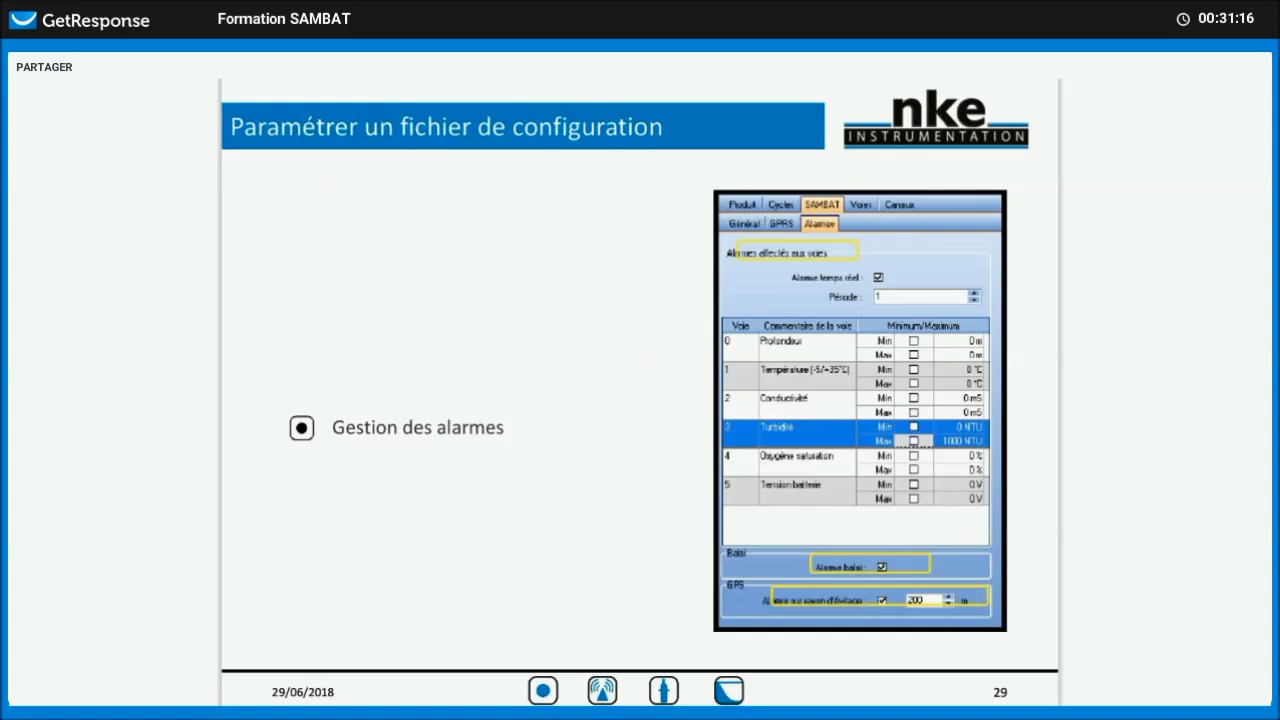 GetResponse
Formation SAMBAT
00:31:16
PARTAGER
Paramétrer un fichier de configuration
nke
INSTRUMENTATION
Produit Cycles SAMBAT Voies Canaux
Général GPRS Alarmes
Alarmes affectés aux voies
Alarme temps réel :
Période : 1
Voie Commentaire de la voie Minimum/Maximum
0 Profondeur Min 0 m
Max 0 m
1 Température (-5/+35°C) Min 0 °C
Max 0 °C
2 Conductivité Min 0 mS
Max 0 mS
3 Turbidité Min 0 NTU
Max 1000 NTU
4 Oxygène saturation Min 0 %
Max 0 %
5 Tension batterie Min 0 V
Max 0 V
Gestion des alarmes
Balai
Alarme balai :
GPS
Alarme sur rayon d'évitage : 200 m
29/06/2018
29